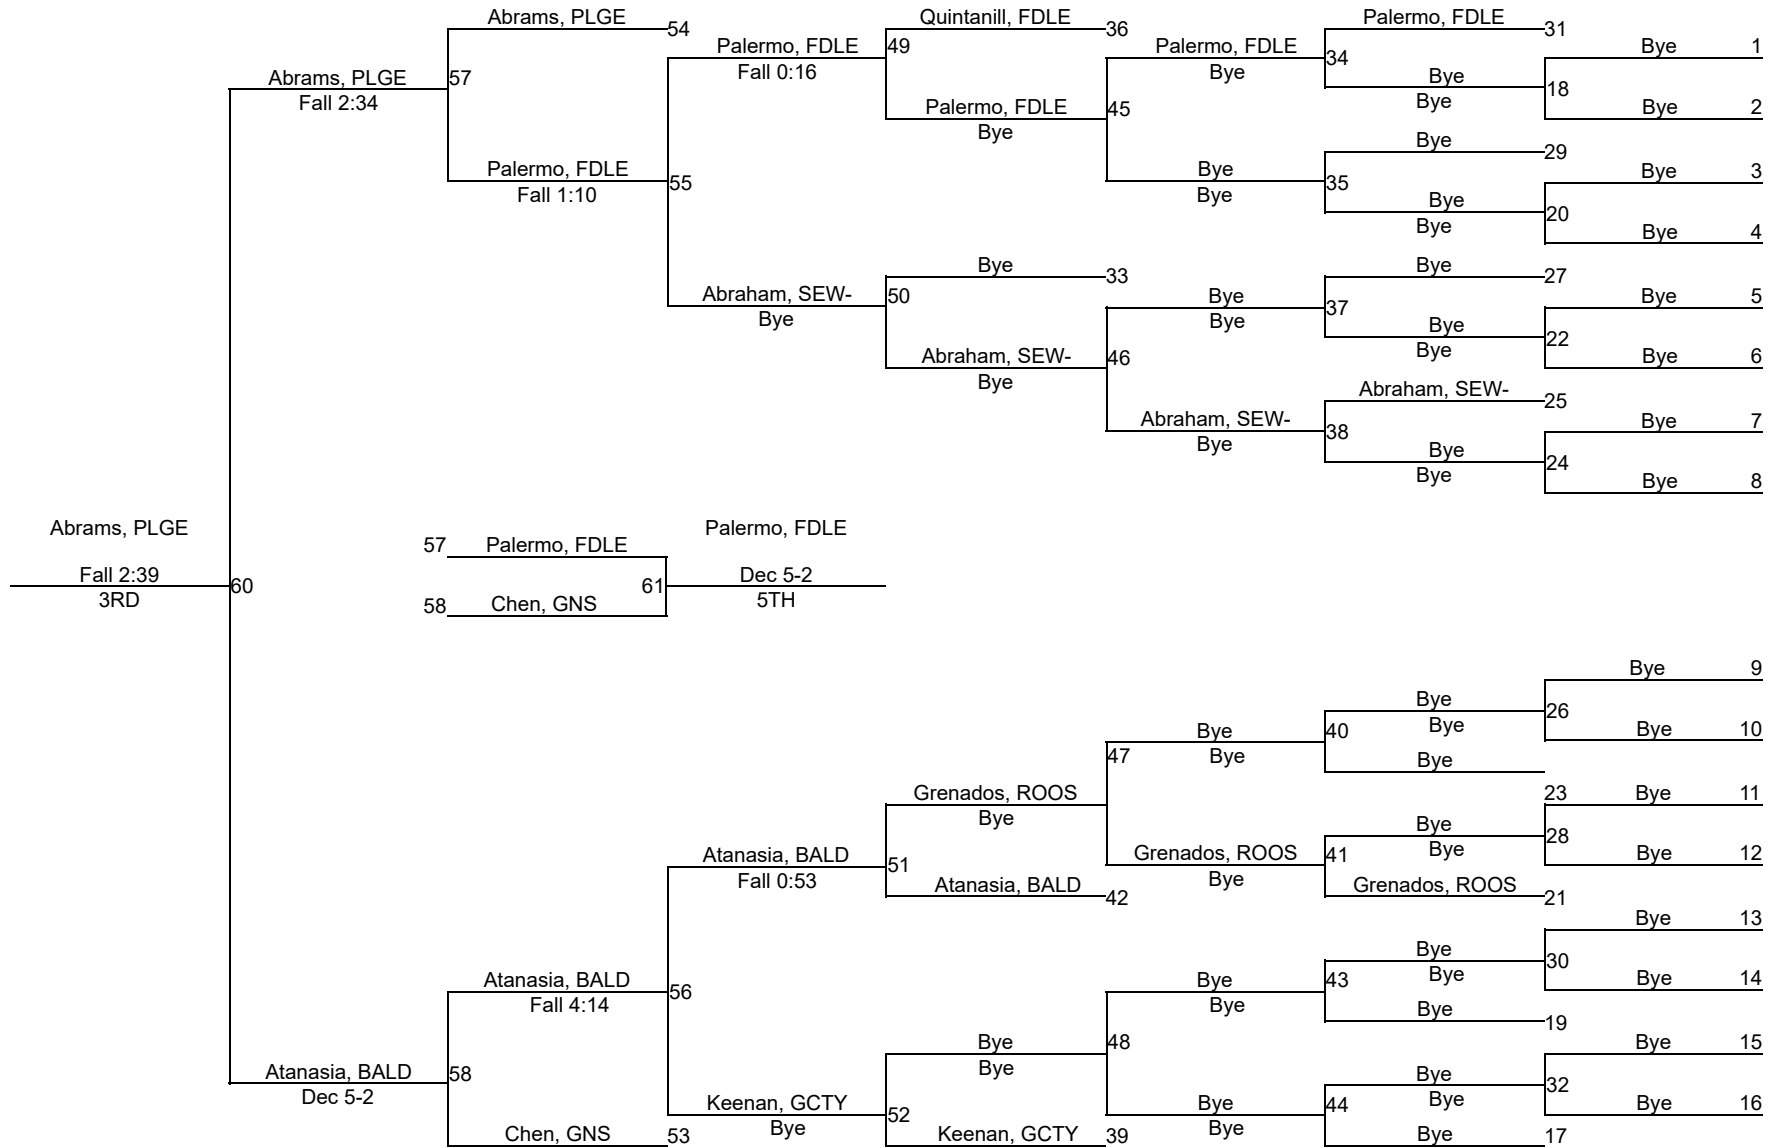 Abrams, PLGE
54
Quintanill, FDLE
36
Palermo, FDLE
31
Palermo, FDLE
49
Palermo, FDLE
34
Bye 1
Abrams, PLGE
57
Fall 0:16
Bye
Bye
18
Fall 2:34
Palermo, FDLE
45
Bye
Bye 2
Bye
Bye
29
Palermo, FDLE
55
Bye
35
Bye 3
Fall 1:10
Bye
Bye
20
Bye
Bye 4
Bye
33
Bye
27
Abraham, SEW-
50
Bye
37
Bye 5
Bye
Bye
Bye
22
Abraham, SEW-
46
Bye
Bye 6
Bye
Abraham, SEW-
25
Abraham, SEW-
38
Bye 7
Bye
Bye
24
Bye
Bye 8
Abrams, PLGE
Palermo, FDLE
57 Palermo, FDLE
Fall 2:39
60
61
Dec 5-2
3RD
58 Chen, GNS
5TH
Bye 9
Bye
26
Bye
40
Bye
Bye 10
47
Bye
Bye
Grenados, ROOS
23
Bye 11
Bye
Bye
28
Atanasia, BALD
51
Grenados, ROOS
41
Bye
Bye 12
Fall 0:53
Bye
Atanasia, BALD
42
Grenados, ROOS
21
Bye 13
Bye
30
Atanasia, BALD
56
Bye
43
Bye
Bye 14
Fall 4:14
Bye
Bye
19
Bye
48
Bye 15
Bye
Atanasia, BALD
58
Bye
32
Dec 5-2
Keenan, GCTY
52
Bye
44
Bye
Bye 16
Chen, GNS
53
Bye
Keenan, GCTY
39
Bye
Bye
17